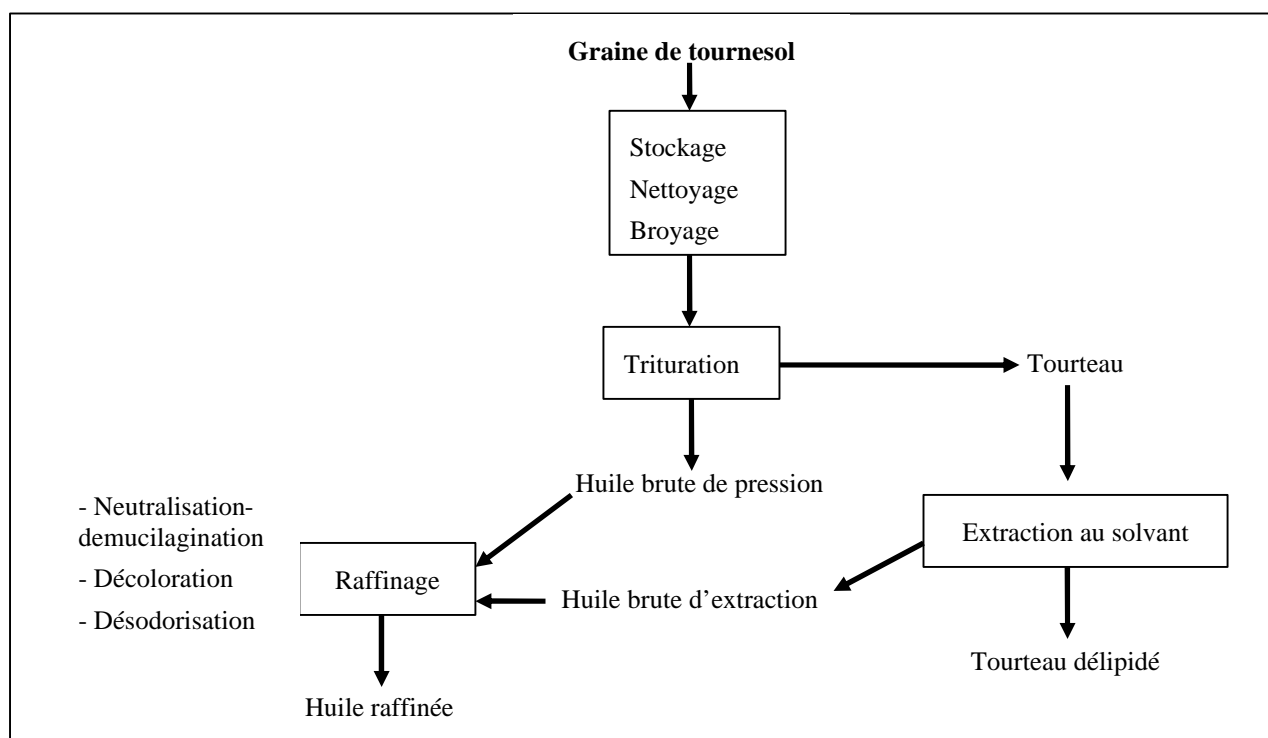 Graine de tournesol
Stockage
Nettoyage
Broyage
Trituration
Tourteau
Huile brute de pression
- Neutralisation-
demucilagination
- Décoloration
- Désodorisation
Extraction au solvant
Raffinage
Huile brute d’extraction
Tourteau délipidé
Huile raffinée